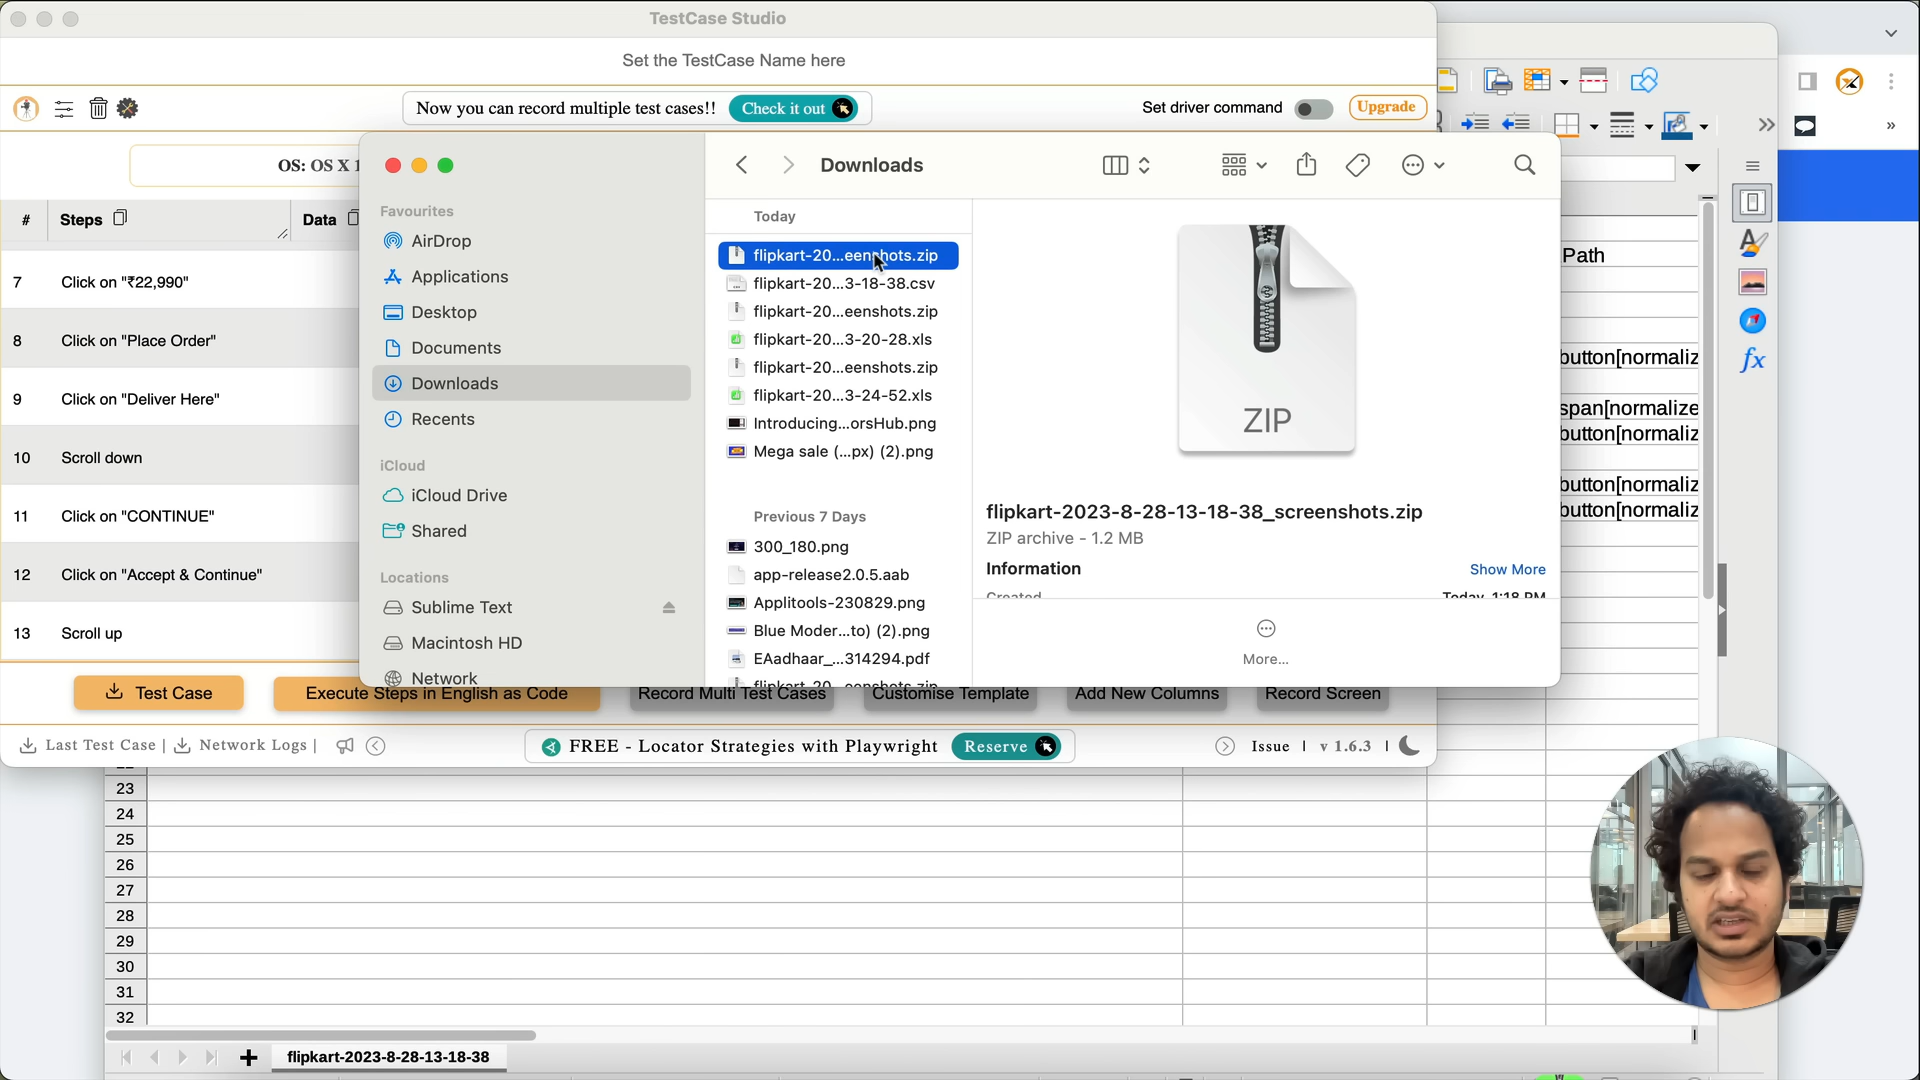 TestCase Studio
Set the TestCase Name here
Now you can record multiple test cases!! Check it out
Set driver command
Upgrade
OS: OS X 1
# Steps Data
7 Click on "₹22,990"
8 Click on "Place Order"
9 Click on "Deliver Here"
10 Scroll down
11 Click on "CONTINUE"
12 Click on "Accept & Continue"
13 Scroll up
Favourites
AirDrop
Applications
Desktop
Documents
Downloads
Recents
iCloud
iCloud Drive
Shared
Locations
Sublime Text
Macintosh HD
Network
Downloads
Today
flipkart-20...eenshots.zip
flipkart-20...3-18-38.csv
flipkart-20...eenshots.zip
flipkart-20...3-20-28.xls
flipkart-20...eenshots.zip
flipkart-20...3-24-52.xls
Introducing...orsHub.png
Mega sale (...px) (2).png
Previous 7 Days
300_180.png
app-release2.0.5.aab
Applitools-230829.png
Blue Moder...to) (2).png
EAadhaar_...314294.pdf
flipkart-20...eenshots.zip
ZIP
flipkart-2023-8-28-13-18-38_screenshots.zip
ZIP archive - 1.2 MB
Information
Show More
Created
Today, 1:18 PM
More...
Path
button[normaliz
span[normalize
button[normaliz
button[normaliz
button[normaliz
fx
Test Case
Execute Steps in English as Code
Record Multi Test Cases
Customise Template
Add New Columns
Record Screen
Last Test Case | Network Logs |
FREE - Locator Strategies with Playwright Reserve
Issue | v 1.6.3 |
23
24
25
26
27
28
29
30
31
32
flipkart-2023-8-28-13-18-38